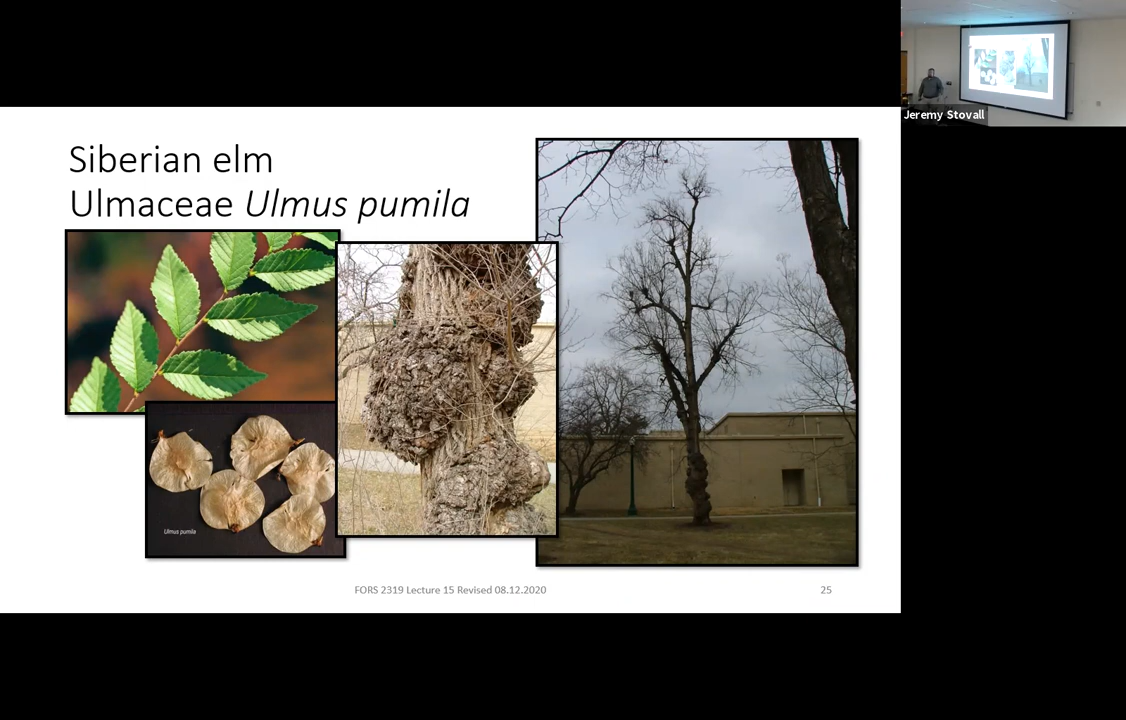 Siberian elm
Ulmaceae Ulmus pumila
Jeremy Stovall
Ulmus pumila
FORS 2319 Lecture 15 Revised 08.12.2020
25